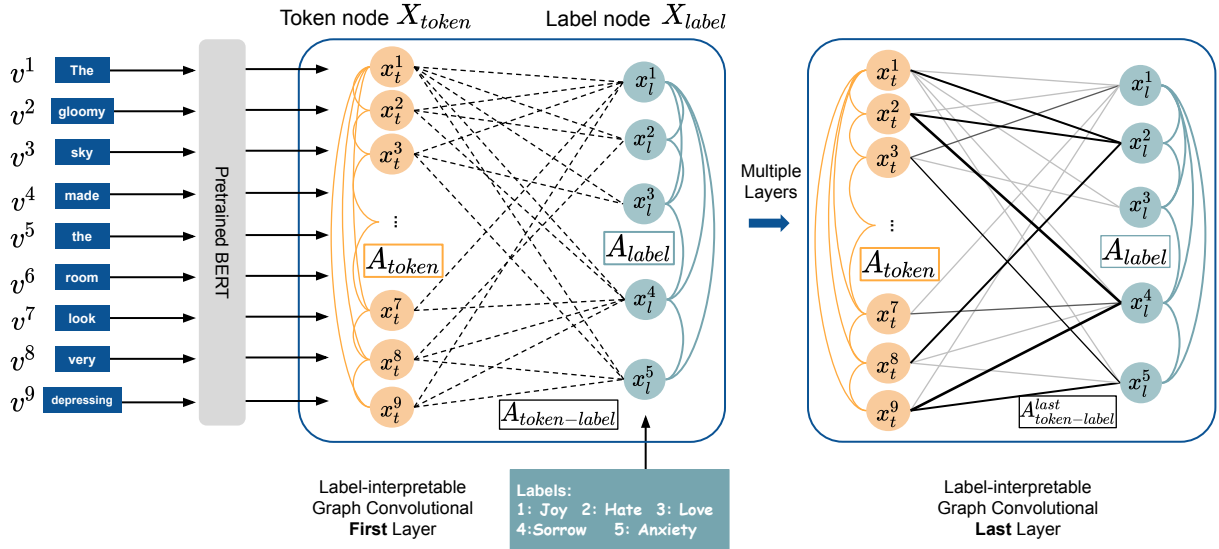 Token node X_token
Label node X_label
v^1 The
v^2 gloomy
v^3 sky
v^4 made
v^5 the
v^6 room
v^7 look
v^8 very
v^9 depressing
Pretrained BERT
x_t^1
x_t^2
x_t^3
...
A_token
x_t^7
x_t^8
x_t^9
x_l^1
x_l^2
x_l^3
A_label
x_l^4
x_l^5
A_token−label
Multiple
Layers
x_t^1
x_t^2
x_t^3
...
A_token
x_t^7
x_t^8
x_t^9
x_l^1
x_l^2
x_l^3
A_label
x_l^4
x_l^5
A_token−label^last
Label-interpretable
Graph Convolutional
First Layer
Labels:
1: Joy 2: Hate 3: Love
4:Sorrow 5: Anxiety
Label-interpretable
Graph Convolutional
Last Layer